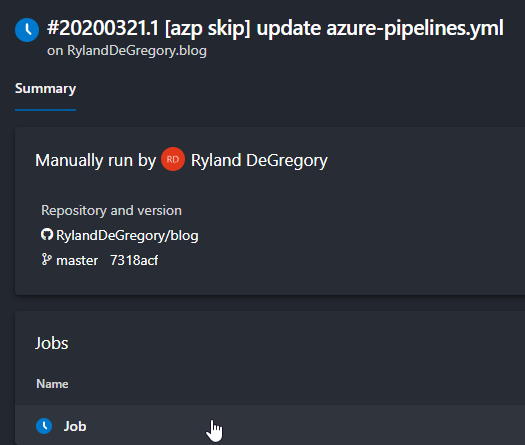 #20200321.1 [azp skip] update azure-pipelines.yml
on RylandDeGregory.blog
Summary
Manually run by RD Ryland DeGregory
Repository and version
RylandDeGregory/blog
master 7318acf
Jobs
Name
Job